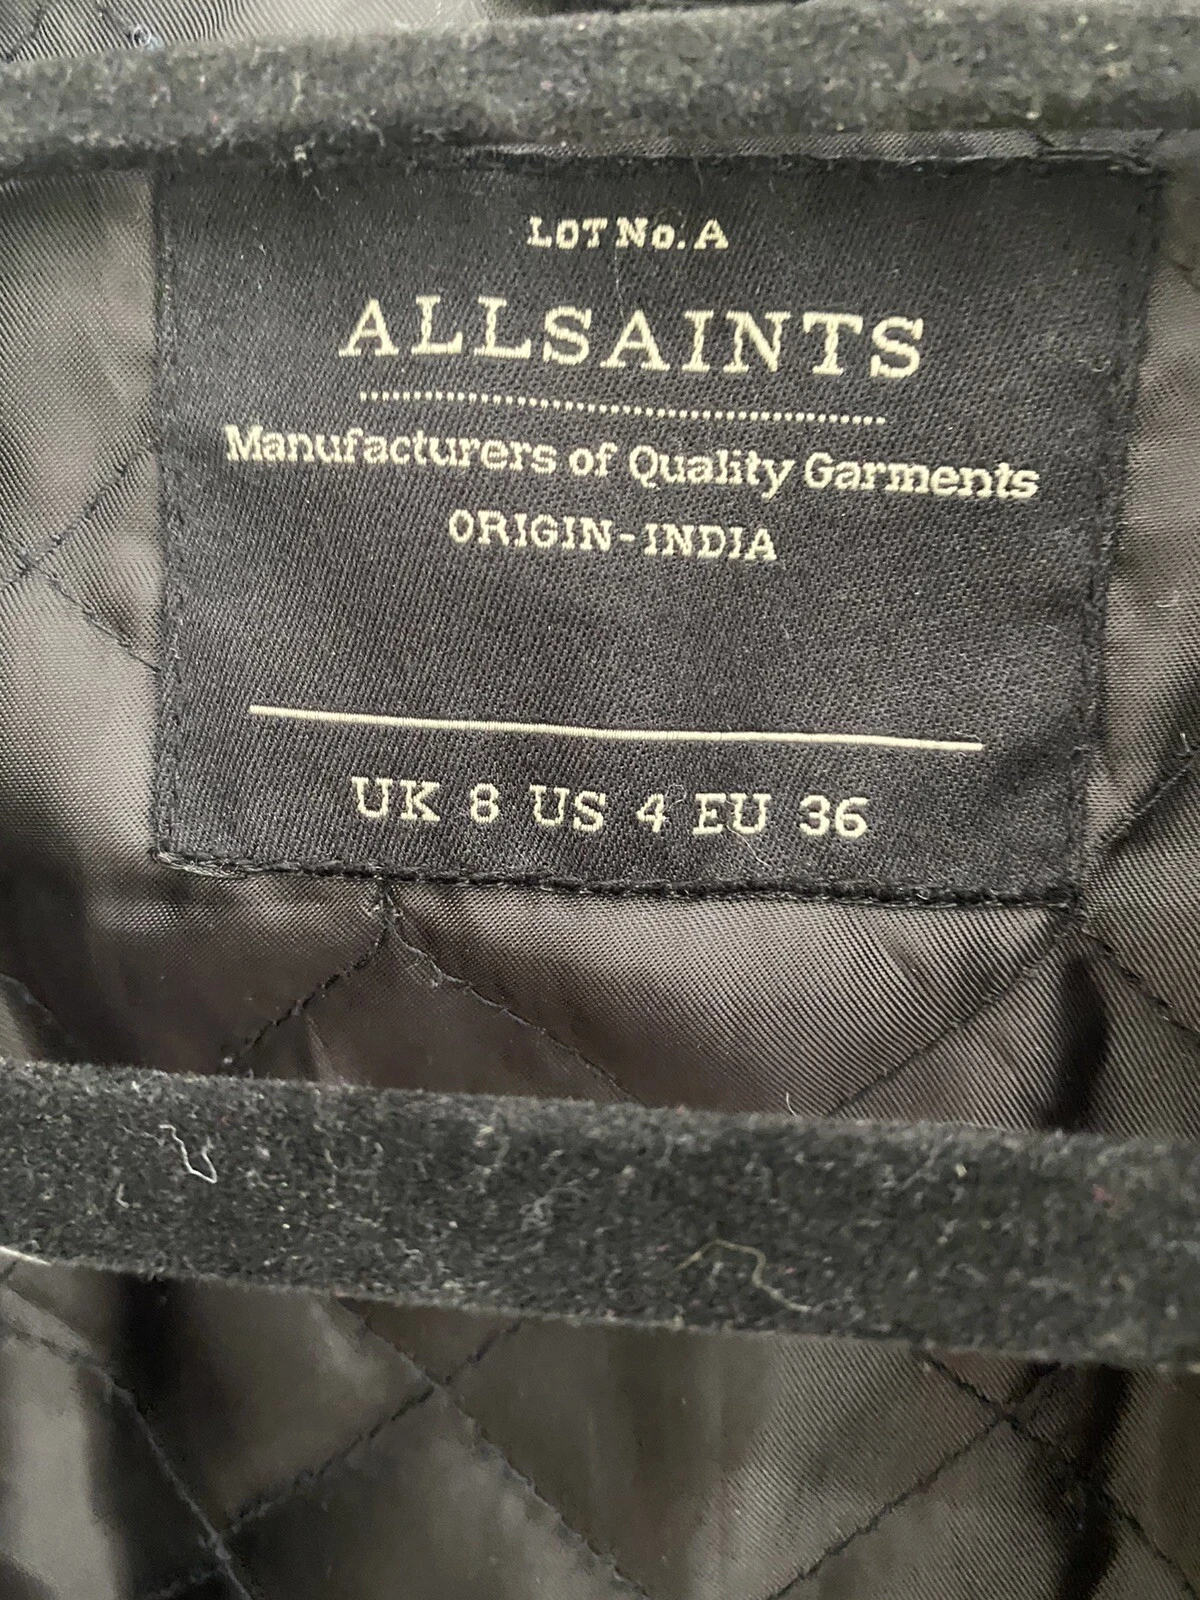 LOT No. A
ALLSAINTS
Manufacturers of Quality Garments
ORIGIN-INDIA
UK 8 US 4 EU 36